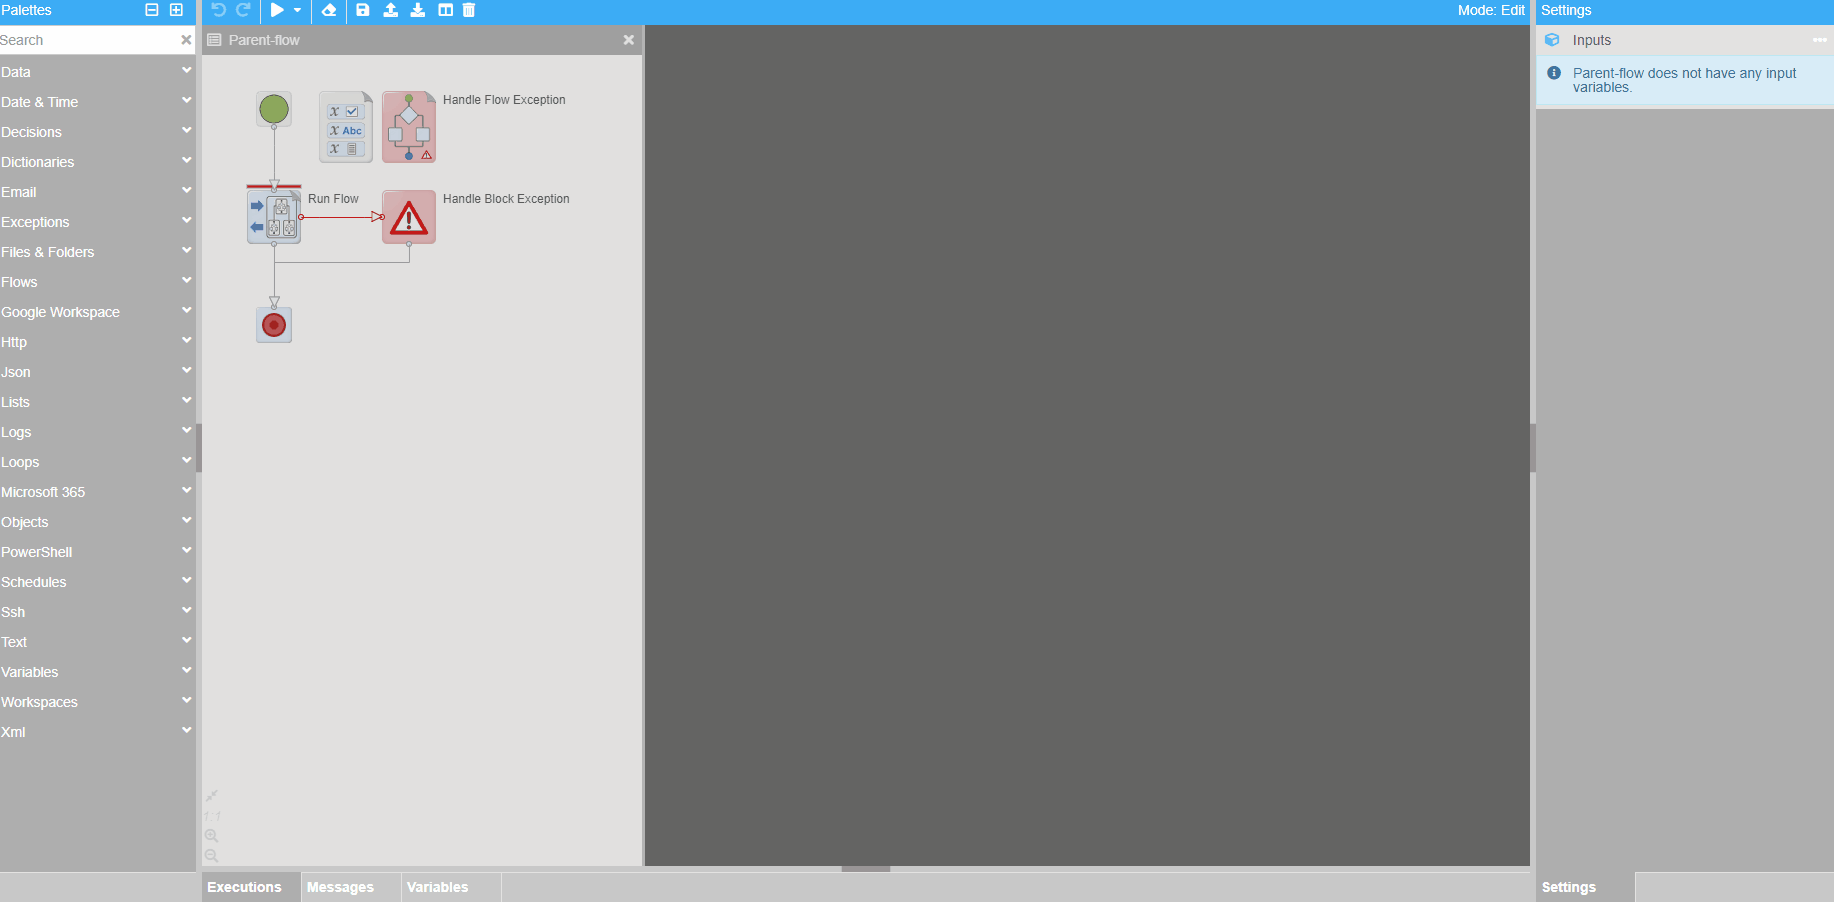 Palettes
Mode: Edit
Settings
Search
Parent-flow
Inputs
Parent-flow does not have any input
variables.
Data
Date & Time
Decisions
Dictionaries
Email
Exceptions
Files & Folders
Flows
Google Workspace
Http
Json
Lists
Logs
Loops
Microsoft 365
Objects
PowerShell
Schedules
Ssh
Text
Variables
Workspaces
Xml
Handle Flow Exception
x
x Abc
x
Run Flow
Handle Block Exception
1:1
Executions
Messages
Variables
Settings